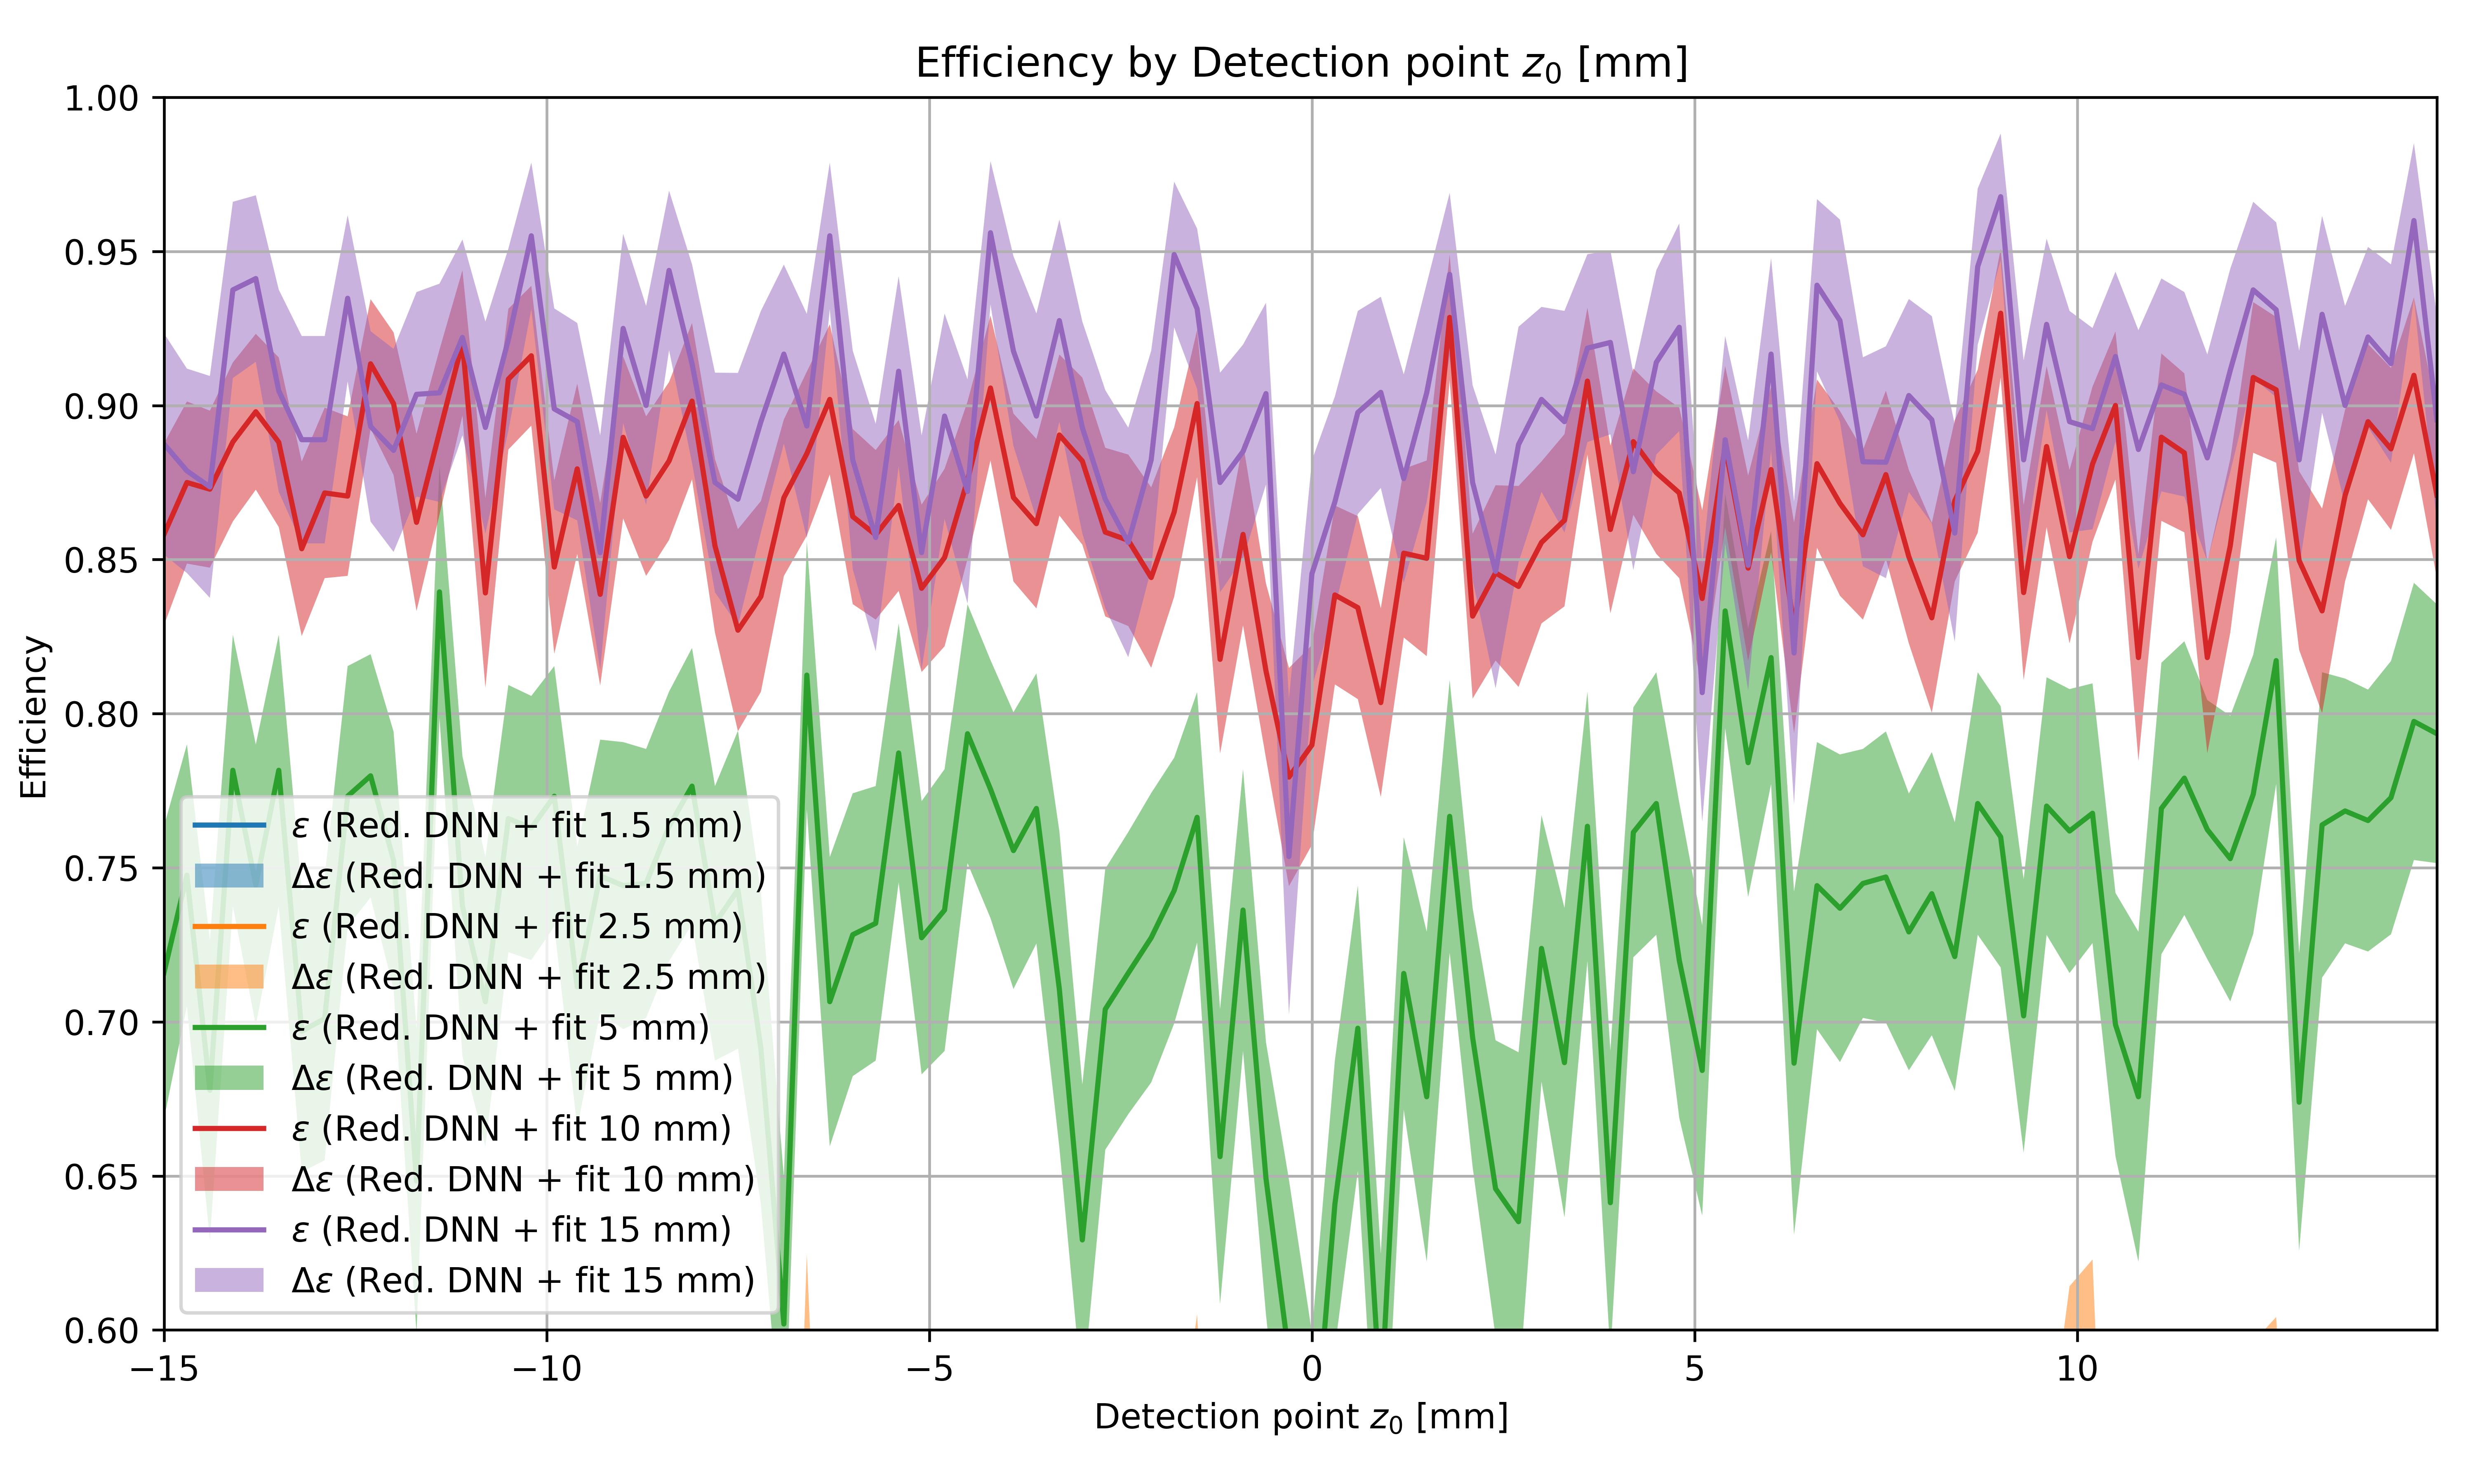 Efficiency by Detection point z₀ [mm]
1.00
0.95
0.90
0.85
0.80
0.75
0.70
0.65
0.60
Efficiency
ε (Red. DNN + fit 1.5 mm)
Δε (Red. DNN + fit 1.5 mm)
ε (Red. DNN + fit 2.5 mm)
Δε (Red. DNN + fit 2.5 mm)
ε (Red. DNN + fit 5 mm)
Δε (Red. DNN + fit 5 mm)
ε (Red. DNN + fit 10 mm)
Δε (Red. DNN + fit 10 mm)
ε (Red. DNN + fit 15 mm)
Δε (Red. DNN + fit 15 mm)
−15 −10 −5 0 5 10
Detection point z₀ [mm]